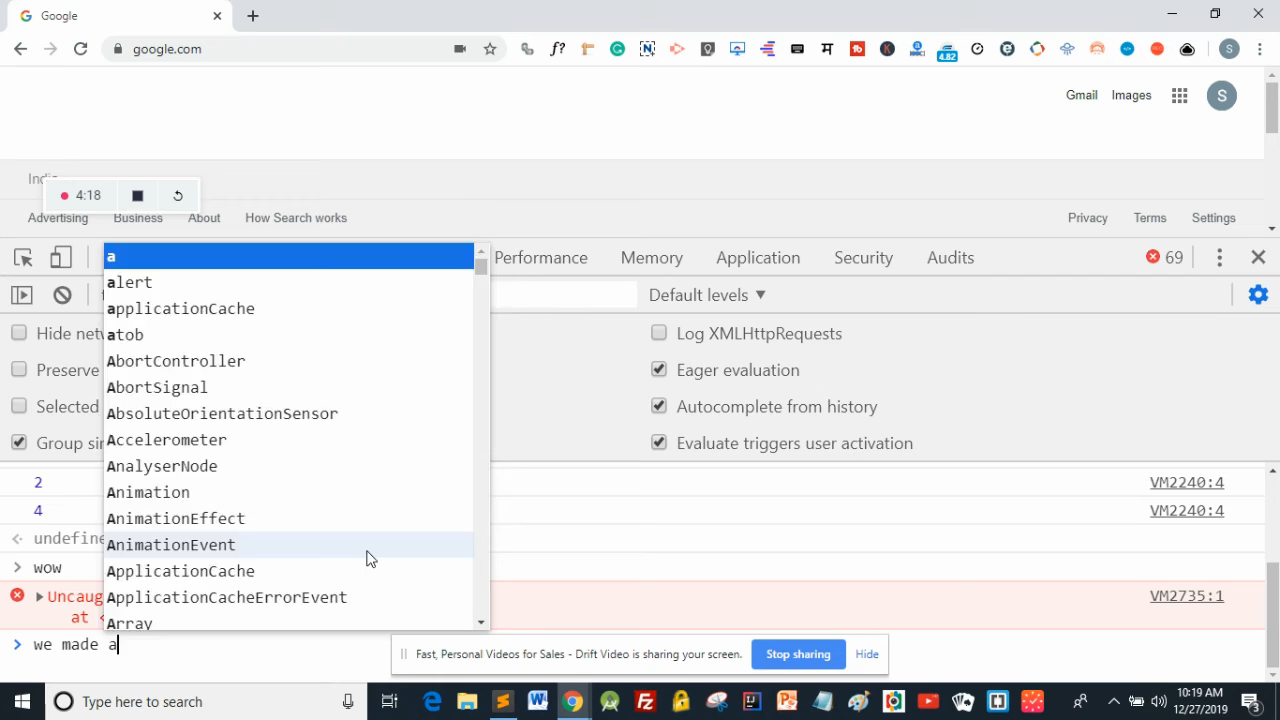 Google
google.com
f?
4.82
S
Gmail Images
S
India
4:18
Advertising Business About How Search works Privacy Terms Settings
Performance Memory Application Security Audits 69
Default levels ▼
Hide netw
Log XMLHttpRequests
Preserve
Eager evaluation
Selected
Autocomplete from history
Group sim
Evaluate triggers user activation
a
alert
applicationCache
atob
AbortController
AbortSignal
AbsoluteOrientationSensor
Accelerometer
AnalyserNode
Animation
AnimationEffect
AnimationEvent
ApplicationCache
ApplicationCacheErrorEvent
Array
2 VM2240:4
4 VM2240:4
undefine
wow
Uncaug VM2735:1
at <
we made a
Fast, Personal Videos for Sales - Drift Video is sharing your screen. Stop sharing Hide
Type here to search
10:19 AM
12/27/2019
3